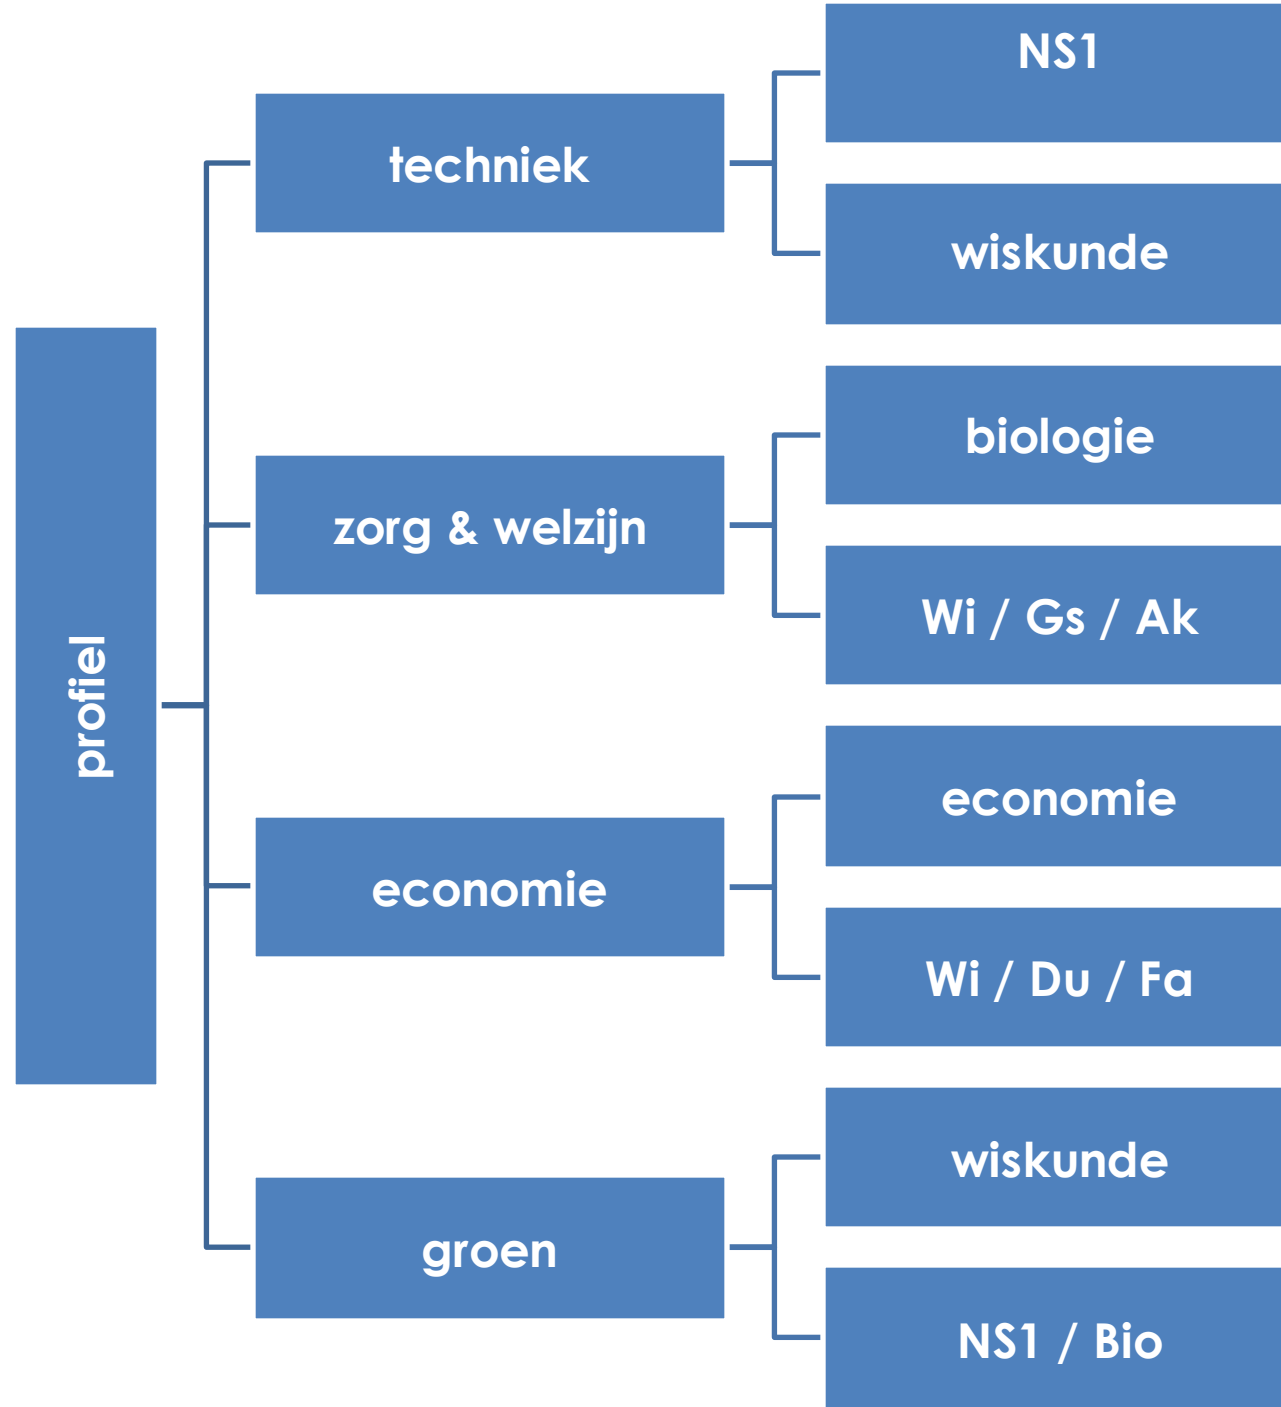 profiel
techniek
NS1
wiskunde
zorg & welzijn
biologie
Wi / Gs / Ak
economie
economie
Wi / Du / Fa
groen
wiskunde
NS1 / Bio